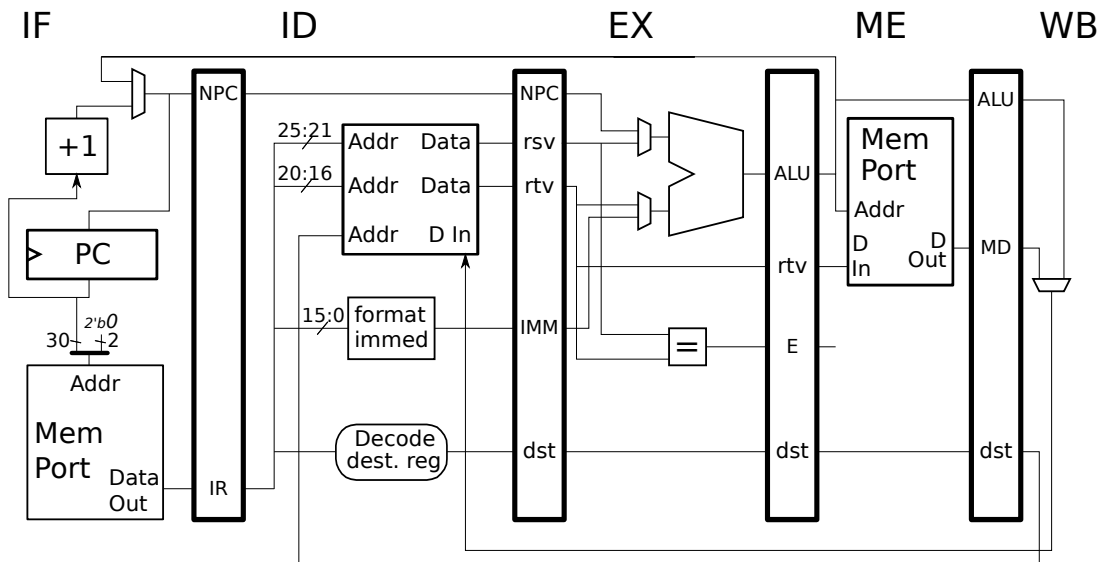 IF ID EX ME WB
NPC NPC ALU
+1
25:21 Addr Data rsv
Mem
Port
20:16 Addr Data rtv ALU
Addr
Addr D In
PC
D
In
D
Out
MD
rtv
2'b0
30 2
15:0 format
immed
IMM
=
E
Addr
Mem
Port
Decode
dest. reg
dst dst dst
Data
Out
IR